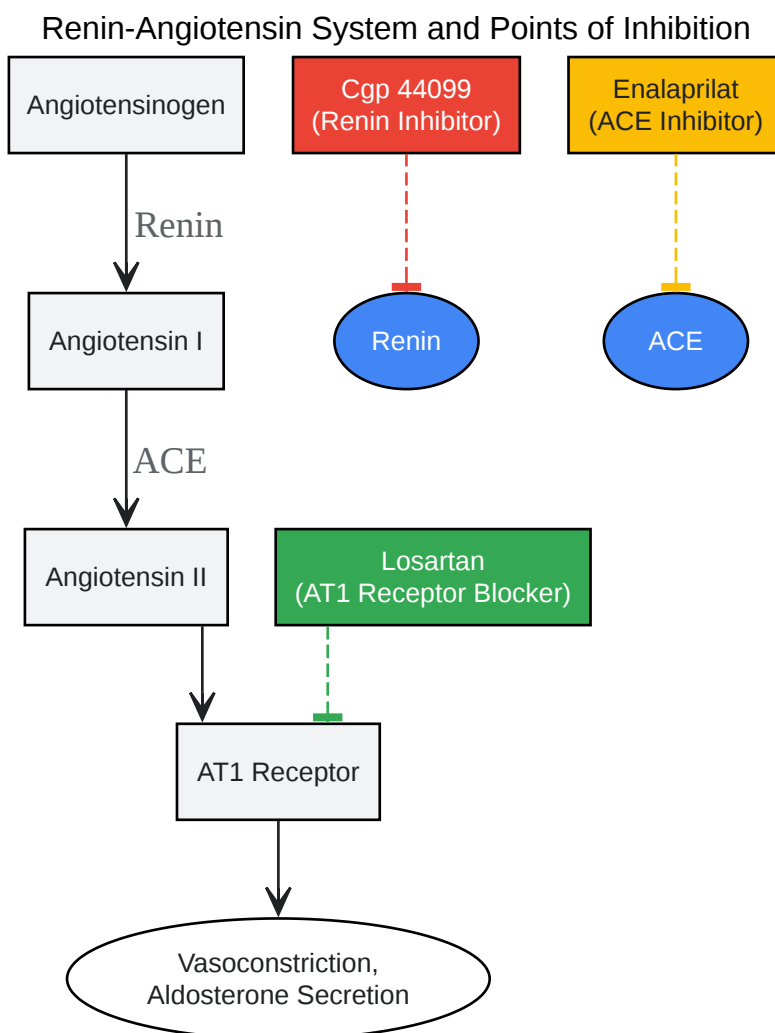 Renin-Angiotensin System and Points of Inhibition
Angiotensinogen
Cgp 44099
(Renin Inhibitor)
Enalaprilat
(ACE Inhibitor)
Renin
Angiotensin I
Renin
ACE
ACE
Angiotensin II
Losartan
(AT1 Receptor Blocker)
AT1 Receptor
Vasoconstriction,
Aldosterone Secretion